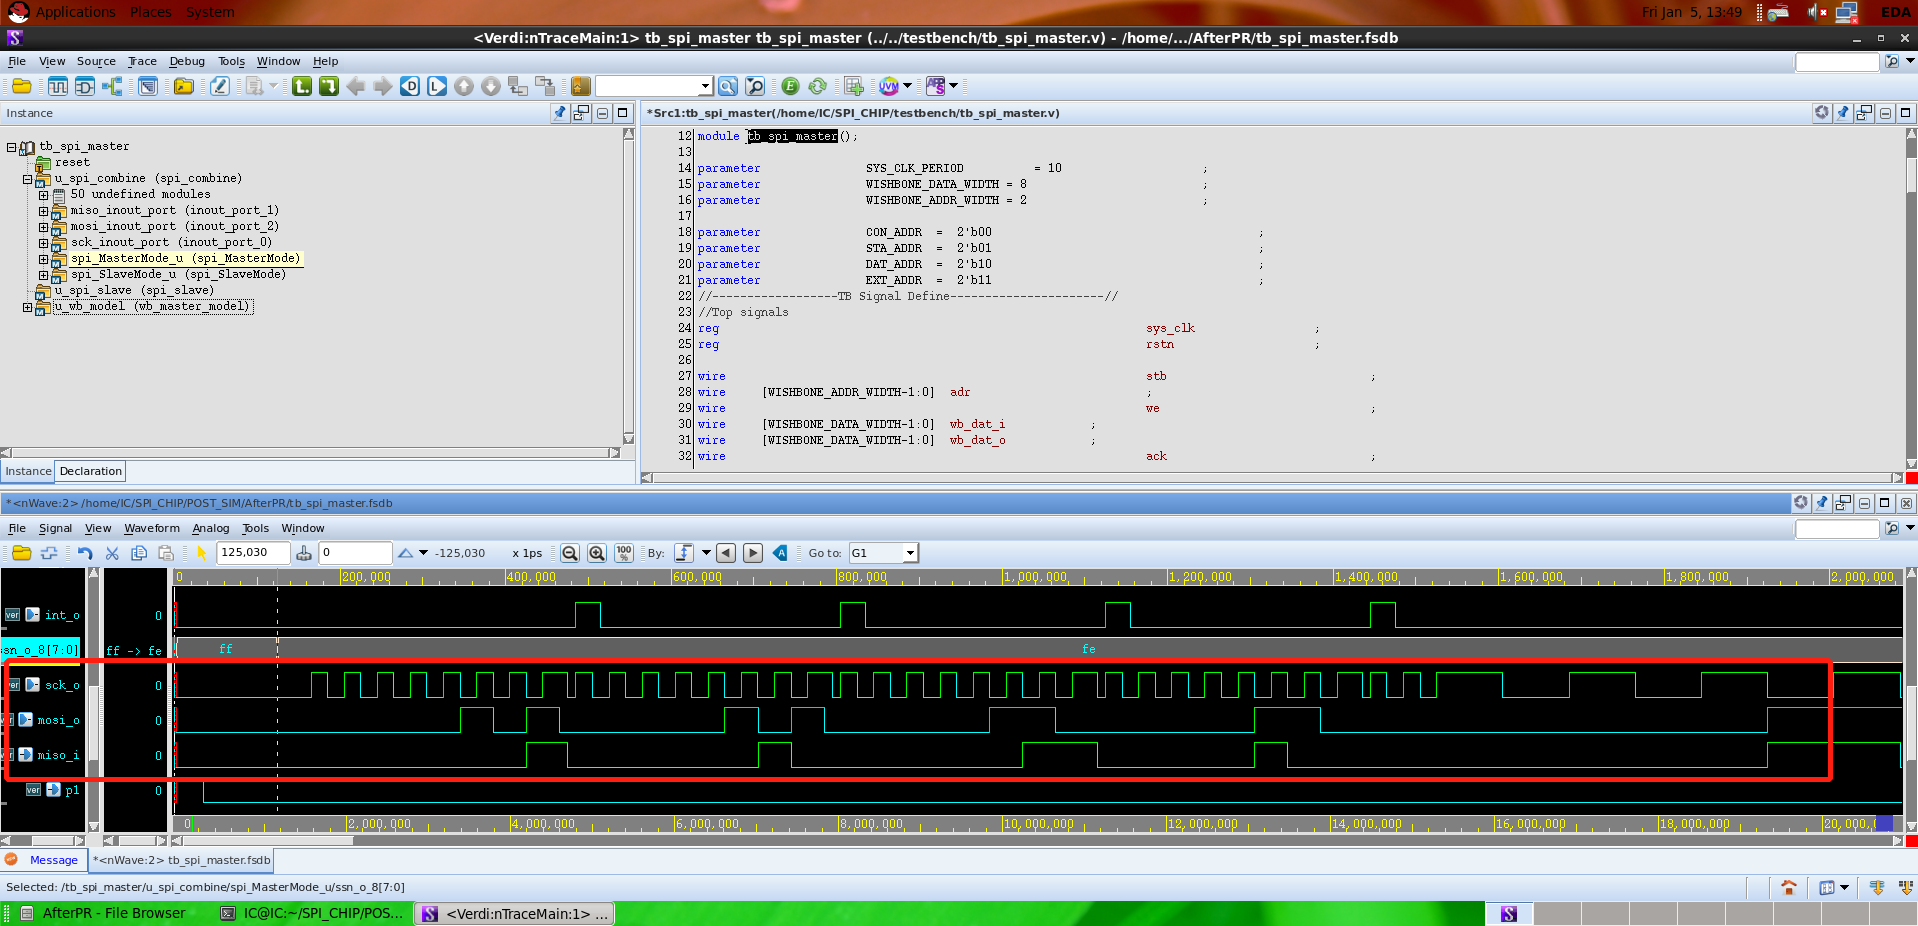 Applications Places System Fri Jan 5, 13:49 EDA
<Verdi:nTraceMain:1> tb_spi_master tb_spi_master (../../testbench/tb_spi_master.v) - /home/.../AfterPR/tb_spi_master.fsdb
File View Source Trace Debug Tools Window Help
Instance
*Src1:tb_spi_master(/home/IC/SPI_CHIP/testbench/tb_spi_master.v)
tb_spi_master
reset
u_spi_combine (spi_combine)
50 undefined modules
miso_inout_port (inout_port_1)
mosi_inout_port (inout_port_2)
sck_inout_port (inout_port_0)
spi_MasterMode_u (spi_MasterMode)
spi_SlaveMode_u (spi_SlaveMode)
u_spi_slave (spi_slave)
u_wb_model (wb_master_model)
Instance Declaration
12 module tb_spi_master();
13
14 parameter SYS_CLK_PERIOD = 10 ;
15 parameter WISHBONE_DATA_WIDTH = 8 ;
16 parameter WISHBONE_ADDR_WIDTH = 2 ;
17
18 parameter CON_ADDR = 2'b00 ;
19 parameter STA_ADDR = 2'b01 ;
20 parameter DAT_ADDR = 2'b10 ;
21 parameter EXT_ADDR = 2'b11 ;
22 //------------------TB Signal Define----------------------//
23 //Top signals
24 reg sys_clk ;
25 reg rstn ;
26
27 wire stb ;
28 wire [WISHBONE_ADDR_WIDTH-1:0] adr ;
29 wire we ;
30 wire [WISHBONE_DATA_WIDTH-1:0] wb_dat_i ;
31 wire [WISHBONE_DATA_WIDTH-1:0] wb_dat_o ;
32 wire ack ;
*<nWave:2> /home/IC/SPI_CHIP/POST_SIM/AfterPR/tb_spi_master.fsdb
File Signal View Waveform Analog Tools Window
125,030 0 -125,030 x 1ps 100% By: Go to: G1
0 200,000 400,000 600,000 800,000 1,000,000 1,200,000 1,400,000 1,600,000 1,800,000 2,000,000
ver int_o 0
ssn_o_8[7:0] ff -> fe ff fe
sck_o 0
mosi_o 0
miso_i 0
ver p1 0
0 2,000,000 4,000,000 6,000,000 8,000,000 10,000,000 12,000,000 14,000,000 16,000,000 18,000,000
Message *<nWave:2> tb_spi_master.fsdb
Selected: /tb_spi_master/u_spi_combine/spi_MasterMode_u/ssn_o_8[7:0]
AfterPR - File Browser IC@IC:~/SPI_CHIP/POS... <Verdi:nTraceMain:1> ...